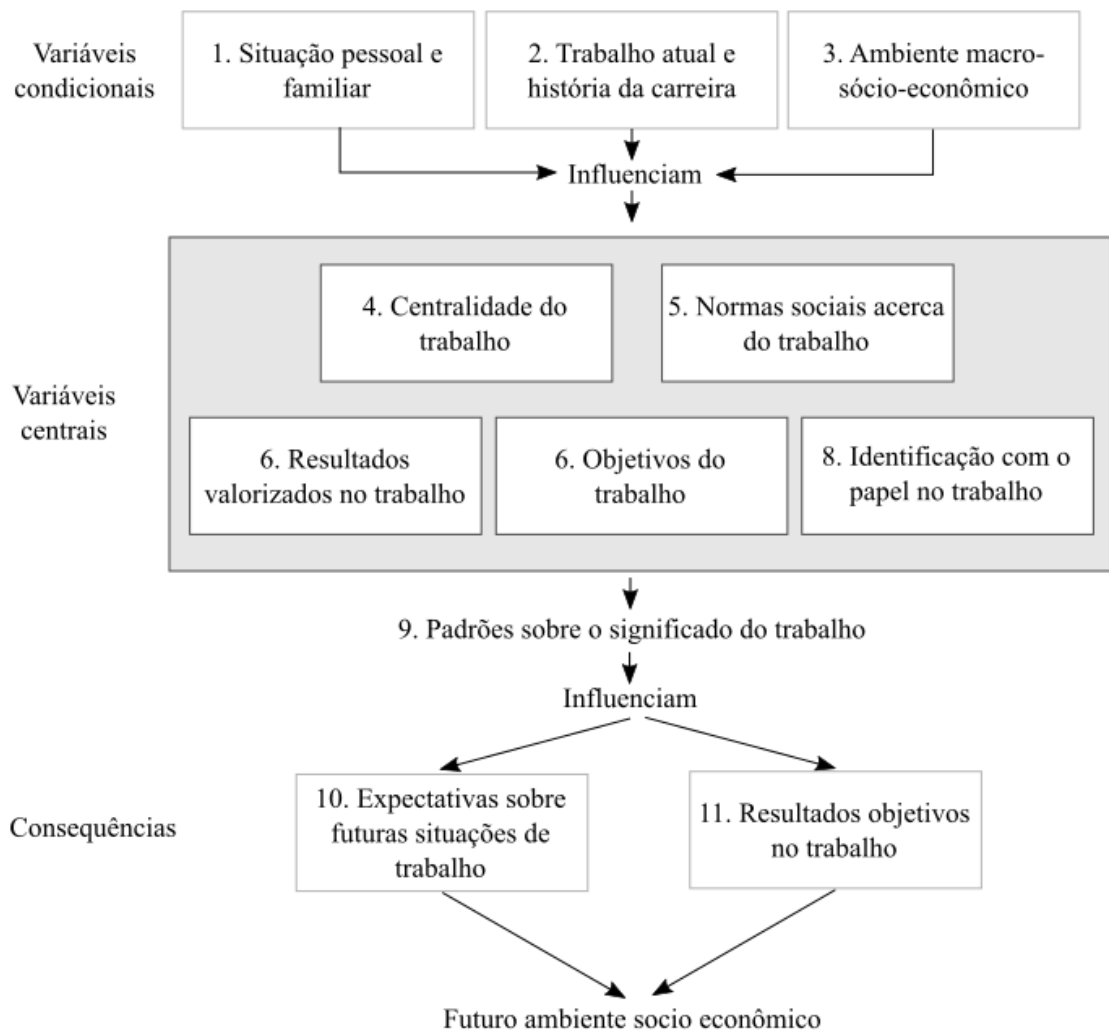 Variáveis
condicionais
1. Situação pessoal e
familiar
2. Trabalho atual e
história da carreira
3. Ambiente macro-
sócio-econômico
Influenciam
4. Centralidade do
trabalho
5. Normas sociais acerca
do trabalho
Variáveis
centrais
6. Resultados
valorizados no trabalho
6. Objetivos do
trabalho
8. Identificação com o
papel no trabalho
9. Padrões sobre o significado do trabalho
Influenciam
Consequências
10. Expectativas sobre
futuras situações de
trabalho
11. Resultados objetivos
no trabalho
Futuro ambiente socio econômico